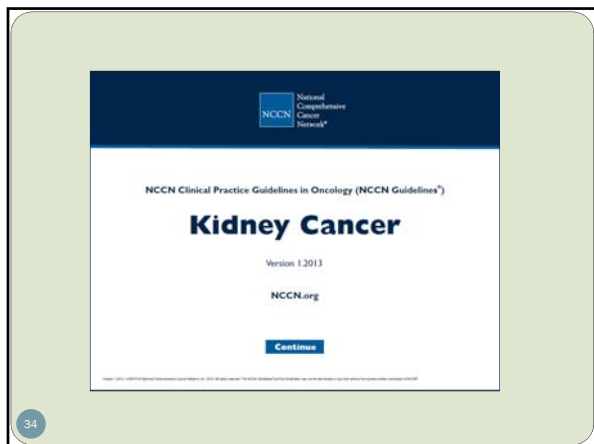 NCCN
National
Comprehensive
Cancer
Network®
NCCN Clinical Practice Guidelines in Oncology (NCCN Guidelines®)
Kidney Cancer
Version 1.2013
NCCN.org
Continue
34